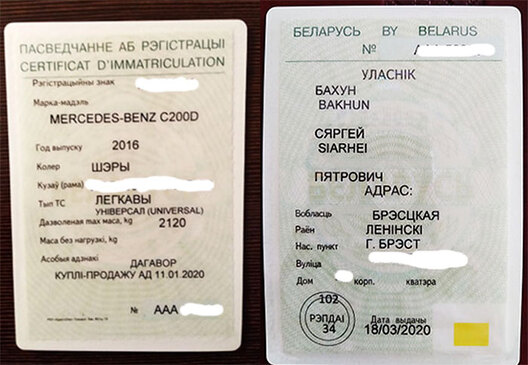 ПАСВЕДЧАННЕ АБ РЭГІСТРАЦЫІ
CERTIFICAT D'IMMATRICULATION
Рэгістрацыйны знак
Марка-мадэль
MERCEDES-BENZ C200D
Год выпуску 2016
Колер ШЭРЫ
Кузаў (рама)
Тып ТС ЛЕГКАВЫ
УНІВЕРСАЛ (UNIVERSAL)
Дазволеная max маса, kg 2120
Маса без нагрузкі, kg
Асобыя адзнакі ДАГАВОР
КУПЛІ-ПРОДАЖУ АД 11.01.2020
№ ААА
БЕЛАРУСЬ BY BELARUS
№
УЛАСНІК
БАХУН
BAKHUN
СЯРГЕЙ
SIARHEI
ПЯТРОВИЧ
АДРАС:
Вобласць БРЭСЦКАЯ
Раён ЛЕНІНСКІ
Нас. пункт Г. БРЭСТ
Вуліца
Дом корп. кватэра
102
РЭПДАІ
34
Дата выдачы
18/03/2020